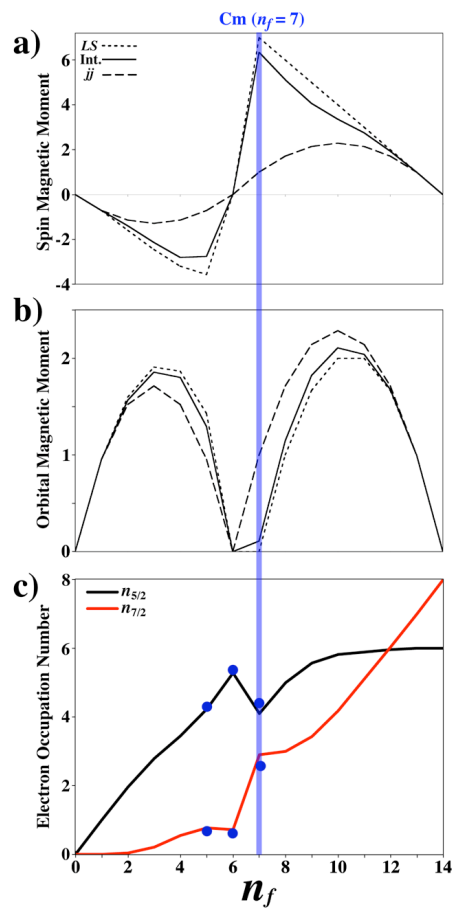 Cm (n_f = 7)
a)
LS
Int.
jj
Spin Magnetic Moment
6
4
2
0
-2
-4
b)
Orbital Magnetic Moment
2
1
0
c)
n5/2
n7/2
Electron Occupation Number
8
6
4
2
0
0 2 4 6 8 10 12 14
n_f